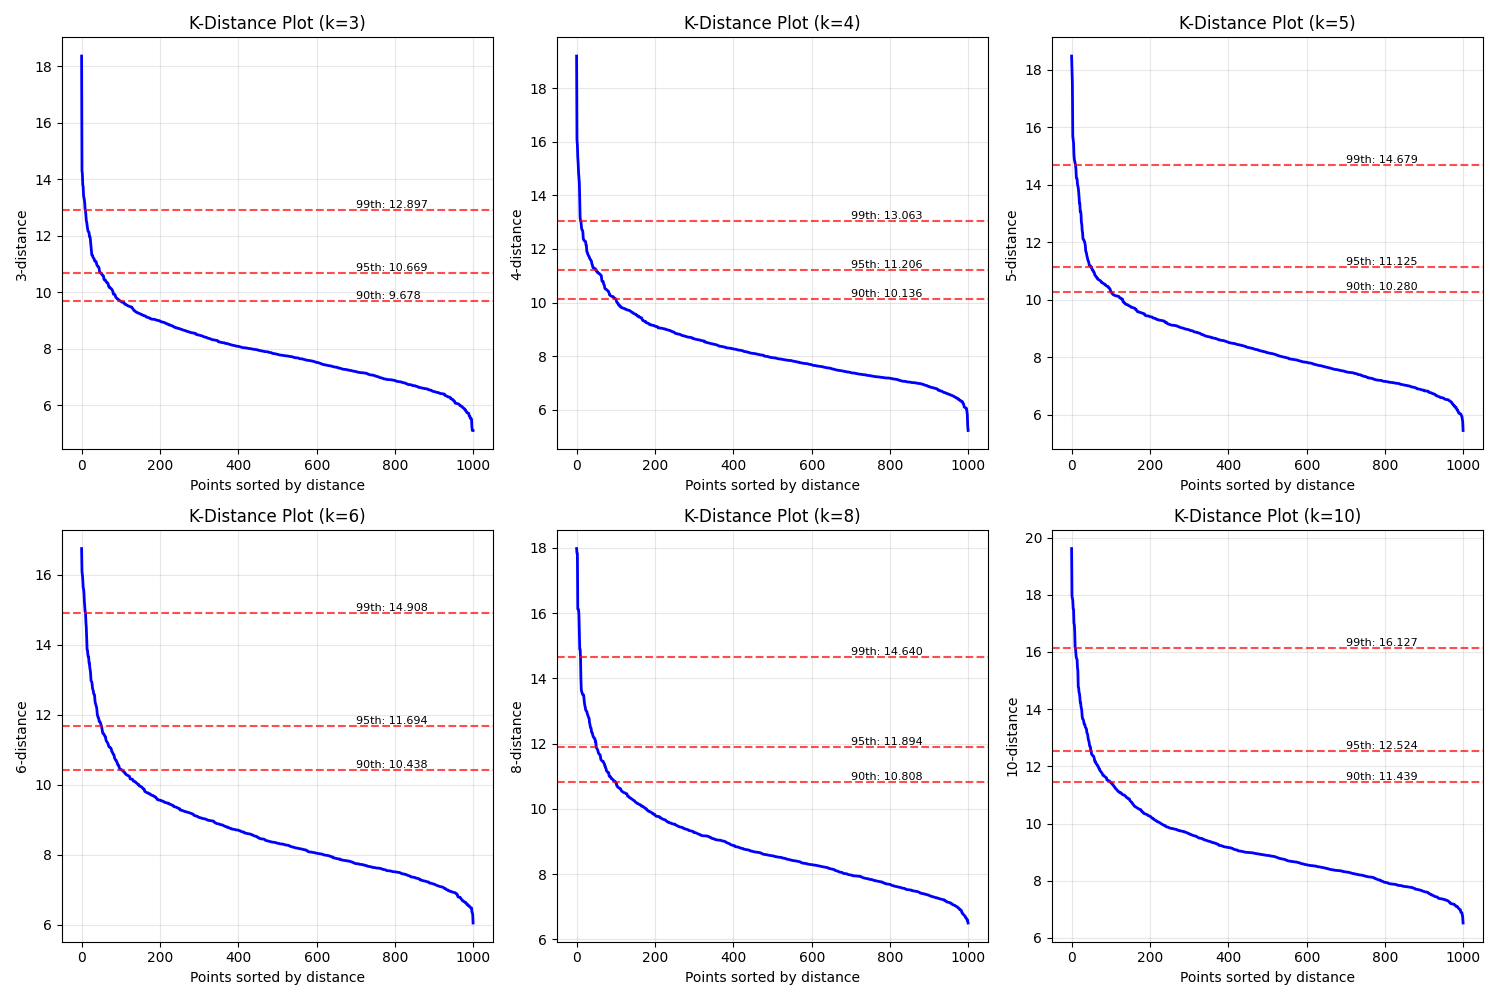 K-Distance Plot (k=3)
3-distance
18
16
14
12
10
8
6
99th: 12.897
95th: 10.669
90th: 9.678
0 200 400 600 800 1000
Points sorted by distance
K-Distance Plot (k=4)
4-distance
18
16
14
12
10
8
6
99th: 13.063
95th: 11.206
90th: 10.136
0 200 400 600 800 1000
Points sorted by distance
K-Distance Plot (k=5)
5-distance
18
16
14
12
10
8
6
99th: 14.679
95th: 11.125
90th: 10.280
0 200 400 600 800 1000
Points sorted by distance
K-Distance Plot (k=6)
6-distance
16
14
12
10
8
6
99th: 14.908
95th: 11.694
90th: 10.438
0 200 400 600 800 1000
Points sorted by distance
K-Distance Plot (k=8)
8-distance
18
16
14
12
10
8
6
99th: 14.640
95th: 11.894
90th: 10.808
0 200 400 600 800 1000
Points sorted by distance
K-Distance Plot (k=10)
10-distance
20
18
16
14
12
10
8
6
99th: 16.127
95th: 12.524
90th: 11.439
0 200 400 600 800 1000
Points sorted by distance